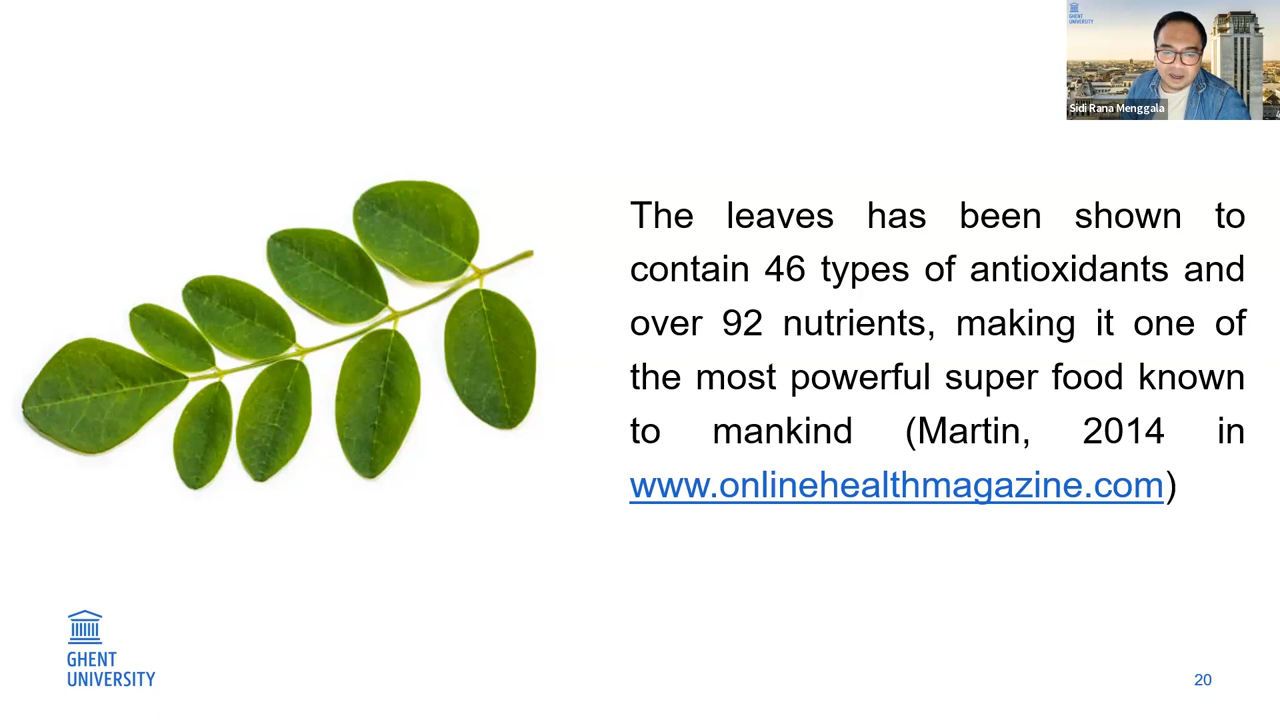 GHENT
UNIVERSITY
Sidi Rana Menggala
The leaves has been shown to
contain 46 types of antioxidants and
over 92 nutrients, making it one of
the most powerful super food known
to mankind (Martin, 2014 in
www.onlinehealthmagazine.com)
GHENT
UNIVERSITY
20